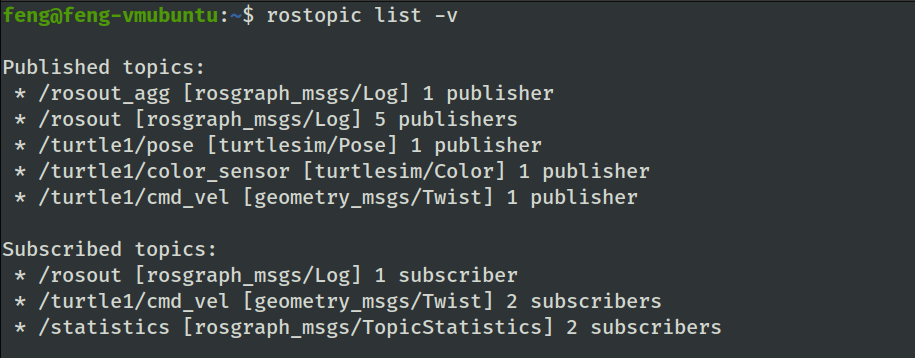 feng@feng-vmubuntu:~$ rostopic list -v
Published topics:
* /rosout_agg [rosgraph_msgs/Log] 1 publisher
* /rosout [rosgraph_msgs/Log] 5 publishers
* /turtle1/pose [turtlesim/Pose] 1 publisher
* /turtle1/color_sensor [turtlesim/Color] 1 publisher
* /turtle1/cmd_vel [geometry_msgs/Twist] 1 publisher
Subscribed topics:
* /rosout [rosgraph_msgs/Log] 1 subscriber
* /turtle1/cmd_vel [geometry_msgs/Twist] 2 subscribers
* /statistics [rosgraph_msgs/TopicStatistics] 2 subscribers